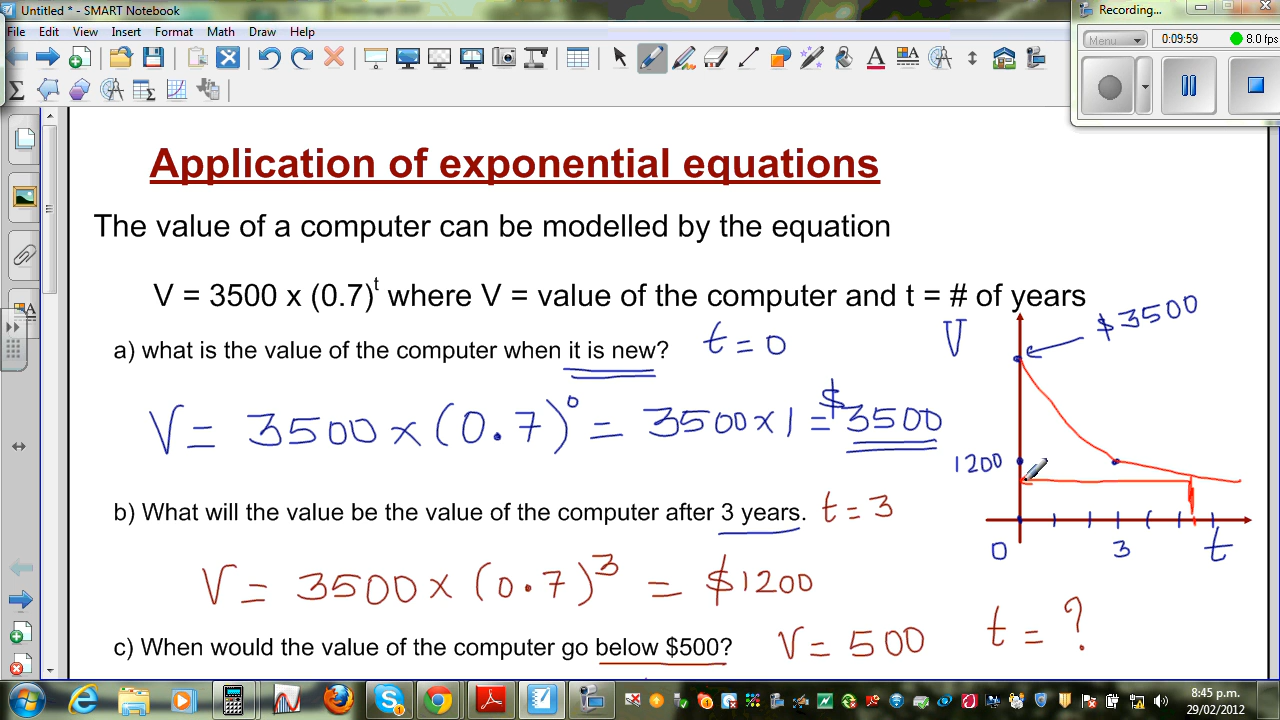 Untitled * - SMART Notebook
Recording...
File Edit View Insert Format Math Draw Help
Menu
0:09:59
8.0 fps
Application of exponential equations
The value of a computer can be modelled by the equation
V = 3500 x (0.7)^t where V = value of the computer and t = # of years
a) what is the value of the computer when it is new? t = 0
V
$3500
V = 3500 × (0.7)^0 = 3500 × 1 = $3500
1200
b) What will the value be the value of the computer after 3 years. t = 3
0 3 t
V = 3500 × (0.7)^3 = $1200
c) When would the value of the computer go below $500? V = 500 t = ?
8:45 p.m.
29/02/2012